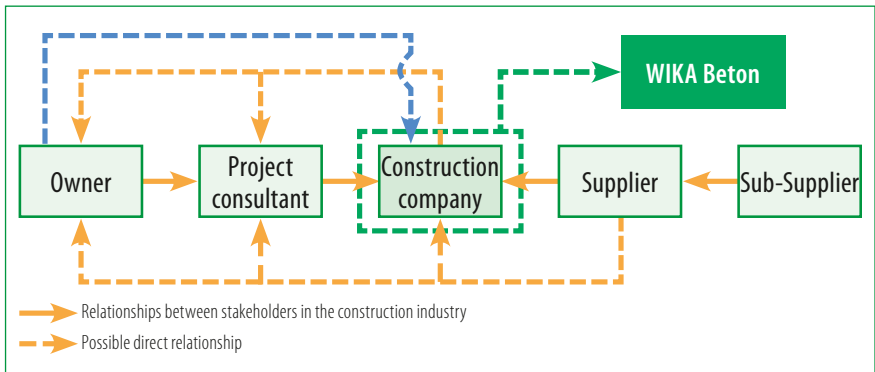 WIKA Beton
Owner
Project
consultant
Construction
company
Supplier
Sub-Supplier
Relationships between stakeholders in the construction industry
Possible direct relationship